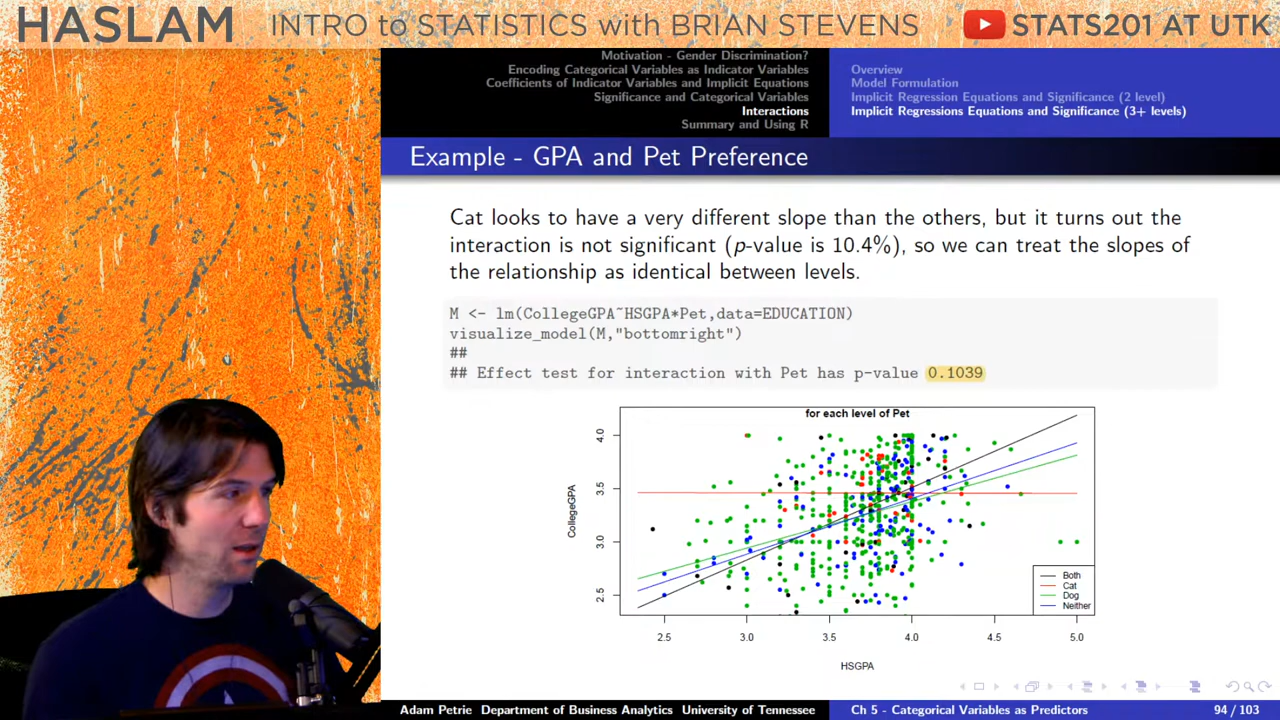 HASLAM INTRO to STATISTICS with BRIAN STEVENS STATS201 AT UTK
Motivation - Gender Discrimination?
Encoding Categorical Variables as Indicator Variables
Coefficients of Indicator Variables and Implicit Equations
Significance and Categorical Variables
Interactions
Summary and Using R
Overview
Model Formulation
Implicit Regression Equations and Significance (2 level)
Implicit Regressions Equations and Significance (3+ levels)
Example - GPA and Pet Preference
Cat looks to have a very different slope than the others, but it turns out the
interaction is not significant (p-value is 10.4%), so we can treat the slopes of
the relationship as identical between levels.
M <- lm(CollegeGPA~HSGPA*Pet,data=EDUCATION)
visualize_model(M,"bottomright")
##
## Effect test for interaction with Pet has p-value 0.1039
for each level of Pet
CollegeGPA
4.0
3.5
3.0
2.5
Both
Cat
Dog
Neither
2.5 3.0 3.5 4.0 4.5 5.0
HSGPA
Adam Petrie Department of Business Analytics University of Tennessee
Ch 5 - Categorical Variables as Predictors
94 / 103